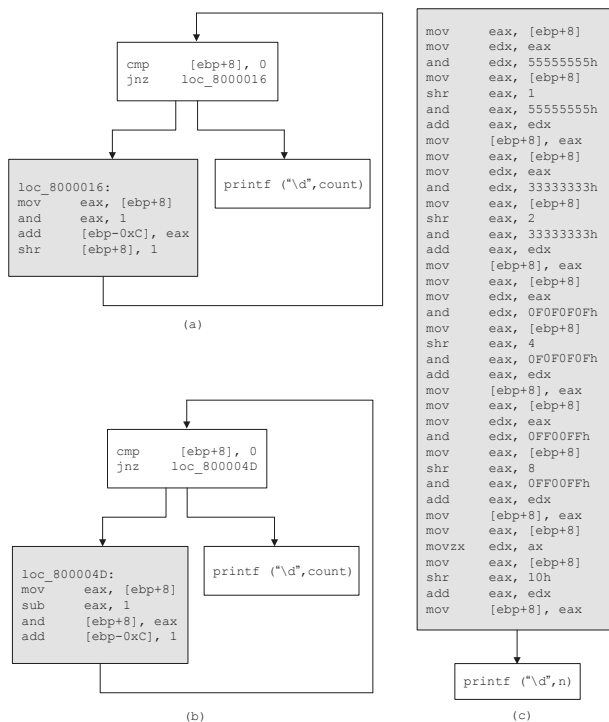 cmp [ebp+8], 0
jnz loc_8000016
loc_8000016:
mov eax, [ebp+8]
and eax, 1
add [ebp-0xC], eax
shr [ebp+8], 1
printf ("\d",count)
(a)
cmp [ebp+8], 0
jnz loc_800004D
loc_800004D:
mov eax, [ebp+8]
sub eax, 1
and [ebp+8], eax
add [ebp-0xC], 1
printf ("\d",count)
(b)
mov eax, [ebp+8]
mov edx, eax
and edx, 55555555h
mov eax, [ebp+8]
shr eax, 1
and eax, 55555555h
add eax, edx
mov [ebp+8], eax
mov eax, [ebp+8]
mov edx, eax
and edx, 33333333h
mov eax, [ebp+8]
shr eax, 2
and eax, 33333333h
add eax, edx
mov [ebp+8], eax
mov eax, [ebp+8]
mov edx, eax
and edx, 0F0F0F0Fh
mov eax, [ebp+8]
shr eax, 4
and eax, 0F0F0F0Fh
add eax, edx
mov [ebp+8], eax
mov eax, [ebp+8]
mov edx, eax
and edx, 0FF00FFh
mov eax, [ebp+8]
shr eax, 8
and eax, 0FF00FFh
add eax, edx
mov [ebp+8], eax
mov eax, [ebp+8]
movzx edx, ax
mov eax, [ebp+8]
shr eax, 10h
add eax, edx
mov [ebp+8], eax
printf ("\d",n)
(c)